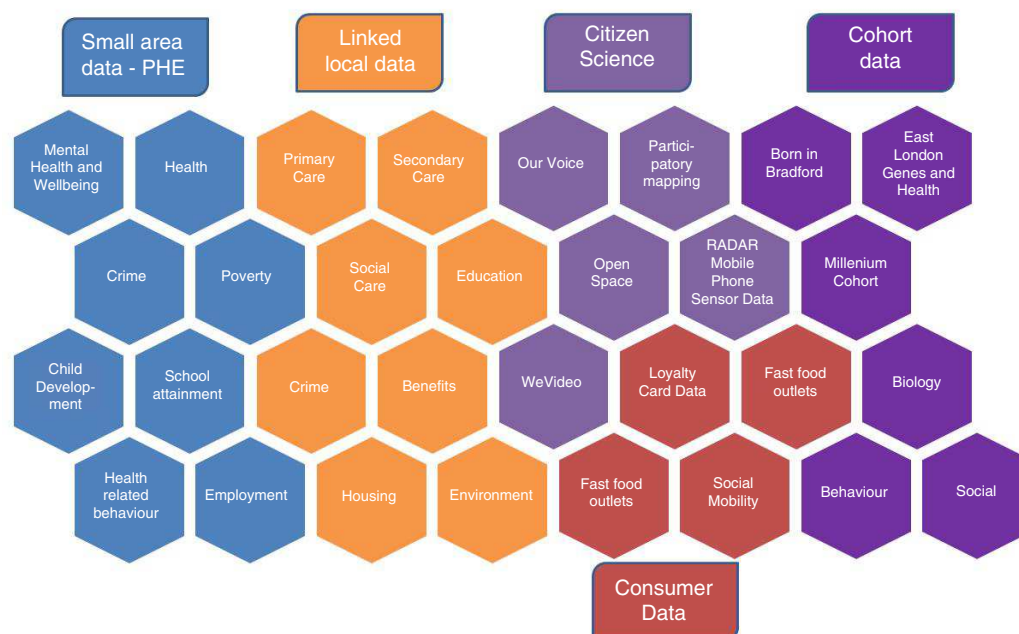 Small area
data - PHE
Linked
local data
Citizen
Science
Cohort
data
Mental
Health and
Wellbeing
Health
Primary
Care
Secondary
Care
Our Voice
Partici-
patory
mapping
Born in
Bradford
East
London
Genes and
Health
Crime
Poverty
Social
Care
Education
Open
Space
RADAR
Mobile
Phone
Sensor Data
Millenium
Cohort
Child
Develop-
ment
School
attainment
Crime
Benefits
WeVideo
Loyalty
Card Data
Fast food
outlets
Biology
Health
related
behaviour
Employment
Housing
Environment
Fast food
outlets
Social
Mobility
Behaviour
Social
Consumer
Data